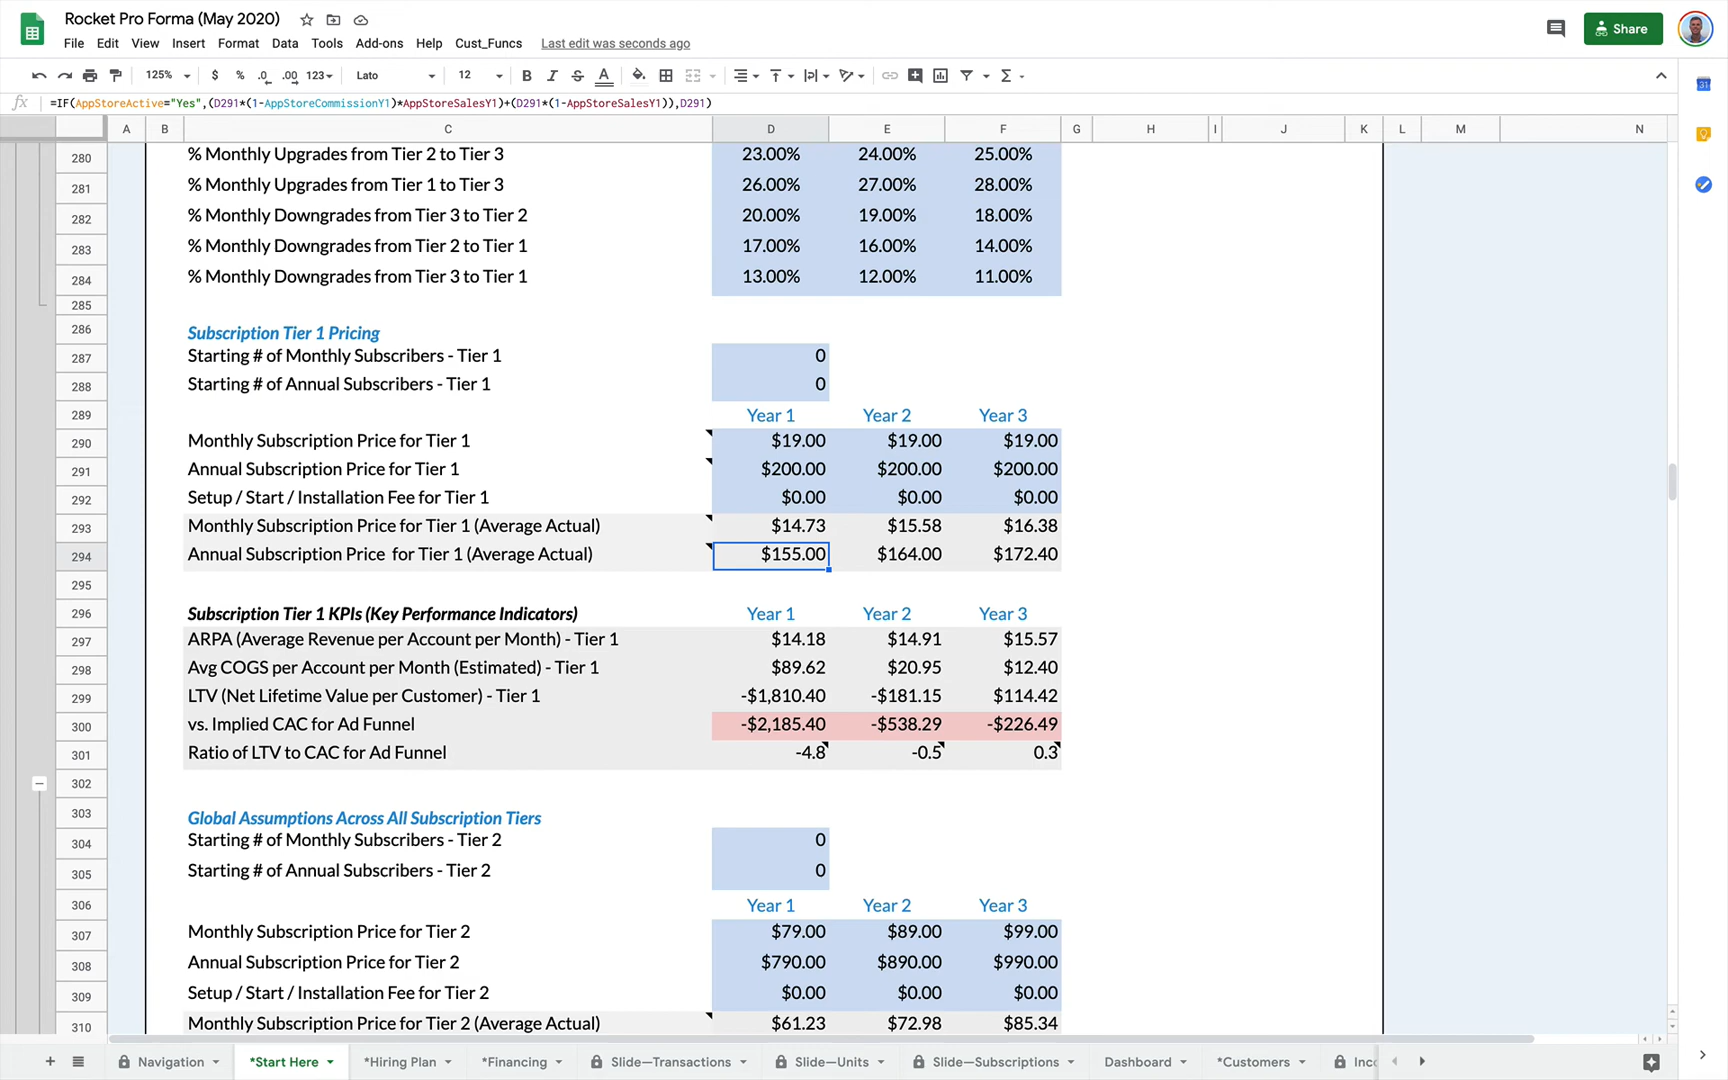 Rocket Pro Forma (May 2020)
File Edit View Insert Format Data Tools Add-ons Help Cust_Funcs Last edit was seconds ago
Share
125% $ % .0 .00 123 Lato 12 B I S A
fx =IF(AppStoreActive="Yes",(D291*(1-AppStoreCommissionY1)*AppStoreSalesY1)+(D291*(1-AppStoreSalesY1)),D291)
A B C D E F G H I J K L M N
280 % Monthly Upgrades from Tier 2 to Tier 3 23.00% 24.00% 25.00%
281 % Monthly Upgrades from Tier 1 to Tier 3 26.00% 27.00% 28.00%
282 % Monthly Downgrades from Tier 3 to Tier 2 20.00% 19.00% 18.00%
283 % Monthly Downgrades from Tier 2 to Tier 1 17.00% 16.00% 14.00%
284 % Monthly Downgrades from Tier 3 to Tier 1 13.00% 12.00% 11.00%
285
286 Subscription Tier 1 Pricing
287 Starting # of Monthly Subscribers - Tier 1 0
288 Starting # of Annual Subscribers - Tier 1 0
289 Year 1 Year 2 Year 3
290 Monthly Subscription Price for Tier 1 $19.00 $19.00 $19.00
291 Annual Subscription Price for Tier 1 $200.00 $200.00 $200.00
292 Setup / Start / Installation Fee for Tier 1 $0.00 $0.00 $0.00
293 Monthly Subscription Price for Tier 1 (Average Actual) $14.73 $15.58 $16.38
294 Annual Subscription Price for Tier 1 (Average Actual) $155.00 $164.00 $172.40
295
296 Subscription Tier 1 KPIs (Key Performance Indicators) Year 1 Year 2 Year 3
297 ARPA (Average Revenue per Account per Month) - Tier 1 $14.18 $14.91 $15.57
298 Avg COGS per Account per Month (Estimated) - Tier 1 $89.62 $20.95 $12.40
299 LTV (Net Lifetime Value per Customer) - Tier 1 -$1,810.40 -$181.15 $114.42
300 vs. Implied CAC for Ad Funnel -$2,185.40 -$538.29 -$226.49
301 Ratio of LTV to CAC for Ad Funnel -4.8 -0.5 0.3
302
303 Global Assumptions Across All Subscription Tiers
304 Starting # of Monthly Subscribers - Tier 2 0
305 Starting # of Annual Subscribers - Tier 2 0
306 Year 1 Year 2 Year 3
307 Monthly Subscription Price for Tier 2 $79.00 $89.00 $99.00
308 Annual Subscription Price for Tier 2 $790.00 $890.00 $990.00
309 Setup / Start / Installation Fee for Tier 2 $0.00 $0.00 $0.00
310 Monthly Subscription Price for Tier 2 (Average Actual) $61.23 $72.98 $85.34
Navigation *Start Here *Hiring Plan *Financing Slide—Transactions Slide—Units Slide—Subscriptions Dashboard *Customers Inc
31